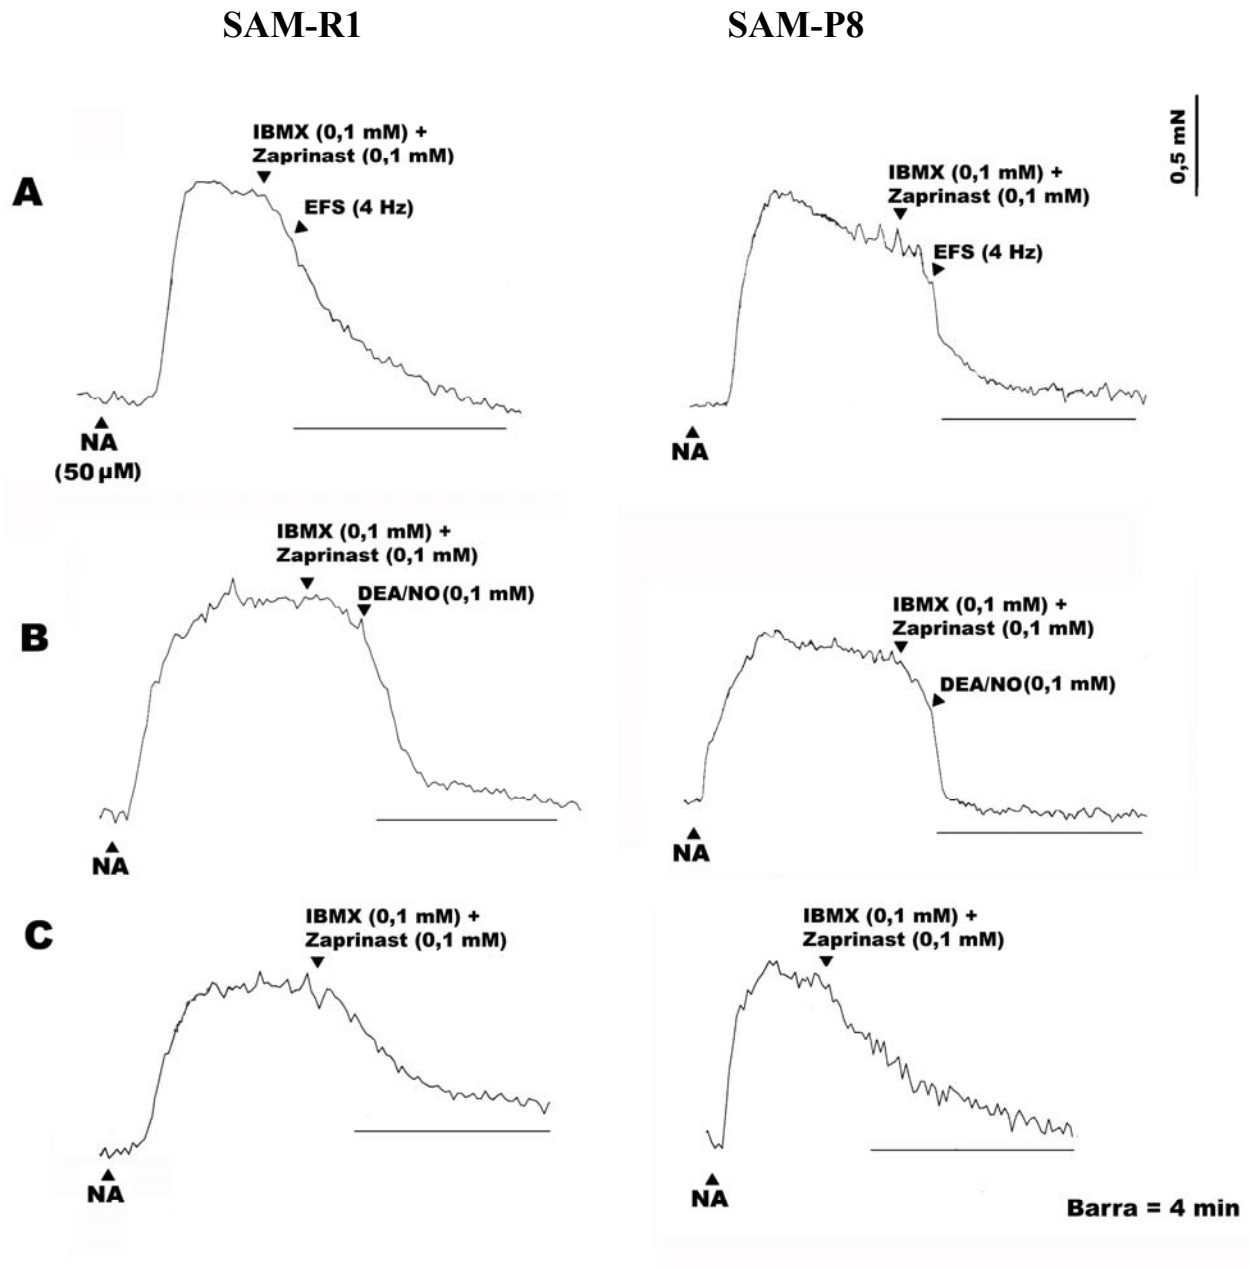 SAM-R1
SAM-P8
0,5 mN
A
IBMX (0,1 mM) +
Zaprinast (0,1 mM)
EFS (4 Hz)
NA
(50 µM)
IBMX (0,1 mM) +
Zaprinast (0,1 mM)
EFS (4 Hz)
NA
B
IBMX (0,1 mM) +
Zaprinast (0,1 mM)
DEA/NO(0,1 mM)
NA
IBMX (0,1 mM) +
Zaprinast (0,1 mM)
DEA/NO(0,1 mM)
NA
C
IBMX (0,1 mM) +
Zaprinast (0,1 mM)
NA
IBMX (0,1 mM) +
Zaprinast (0,1 mM)
NA
Barra = 4 min